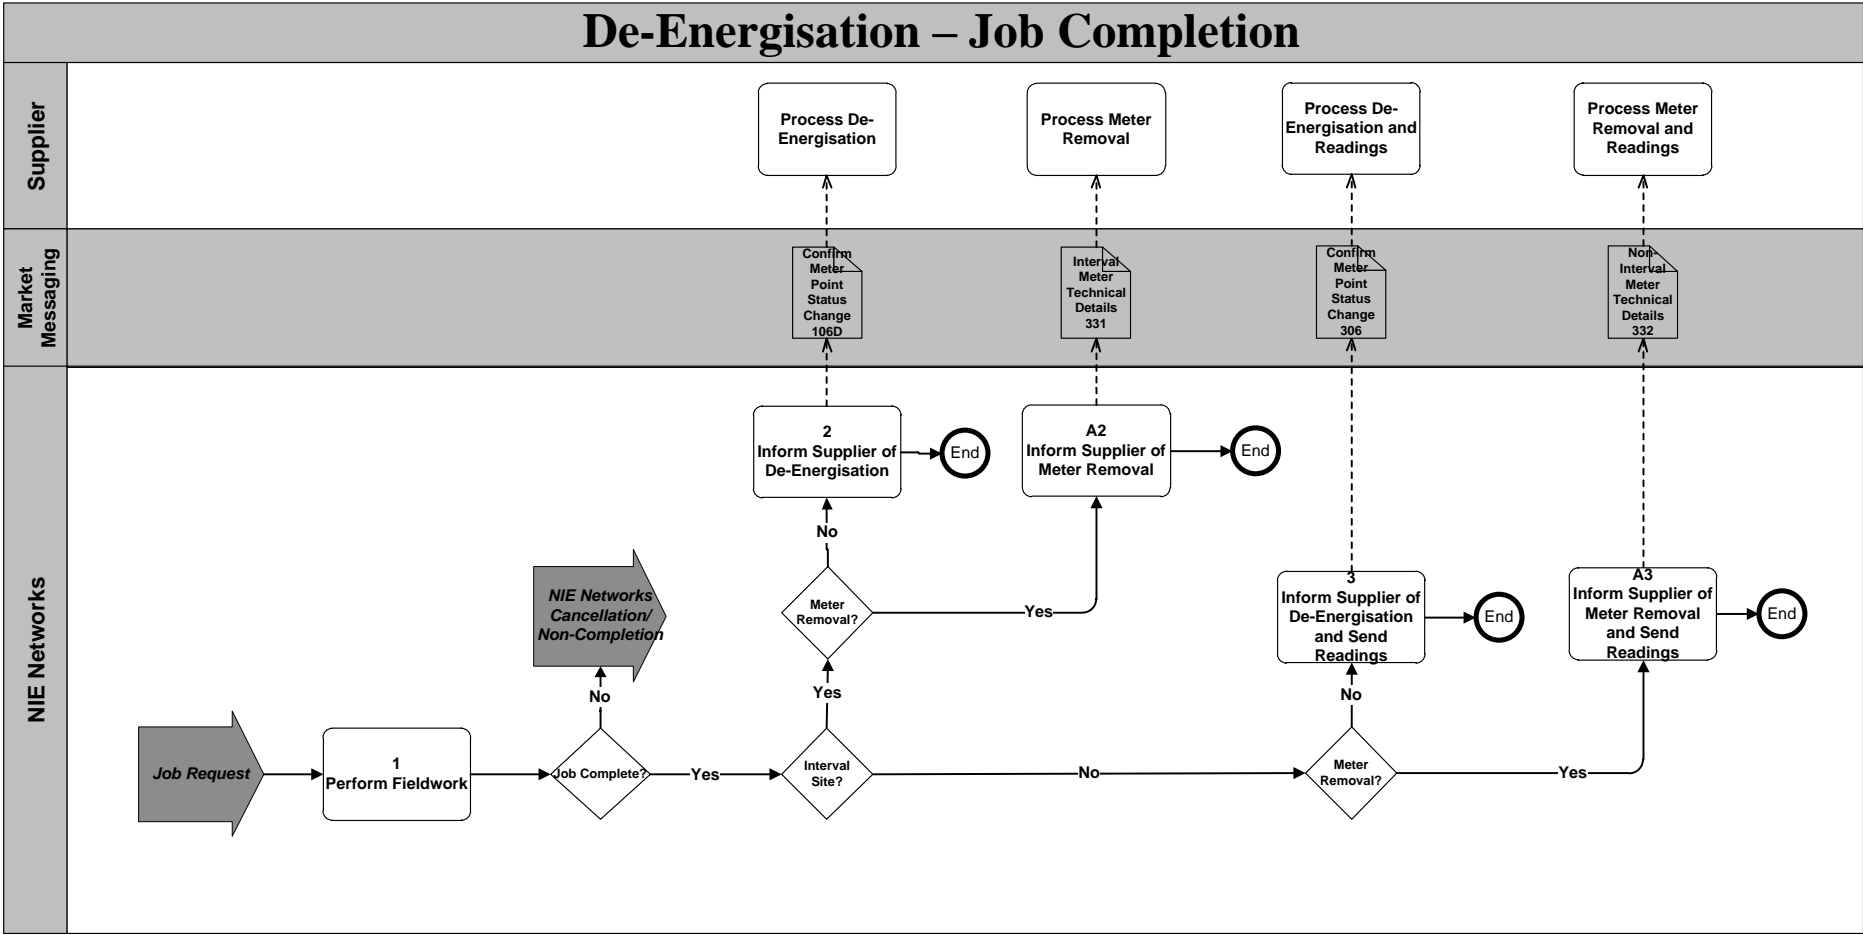 De-Energisation – Job Completion
Supplier
Process De-
Energisation
Process Meter
Removal
Process De-
Energisation and
Readings
Process Meter
Removal and
Readings
Market
Messaging
Confirm
Meter
Point
Status
Change
106D
Interval
Meter
Technical
Details
331
Confirm
Meter
Point
Status
Change
306
Non-
Interval
Meter
Technical
Details
332
NIE Networks
2
Inform Supplier of
De-Energisation
End
A2
Inform Supplier of
Meter Removal
End
No
NIE Networks
Cancellation/
Non-Completion
Meter
Removal?
Yes
3
Inform Supplier of
De-Energisation
and Send
Readings
End
A3
Inform Supplier of
Meter Removal
and Send
Readings
End
No
Yes
No
Job Request
1
Perform Fieldwork
Job Complete?
Yes
Interval
Site?
No
Meter
Removal?
Yes